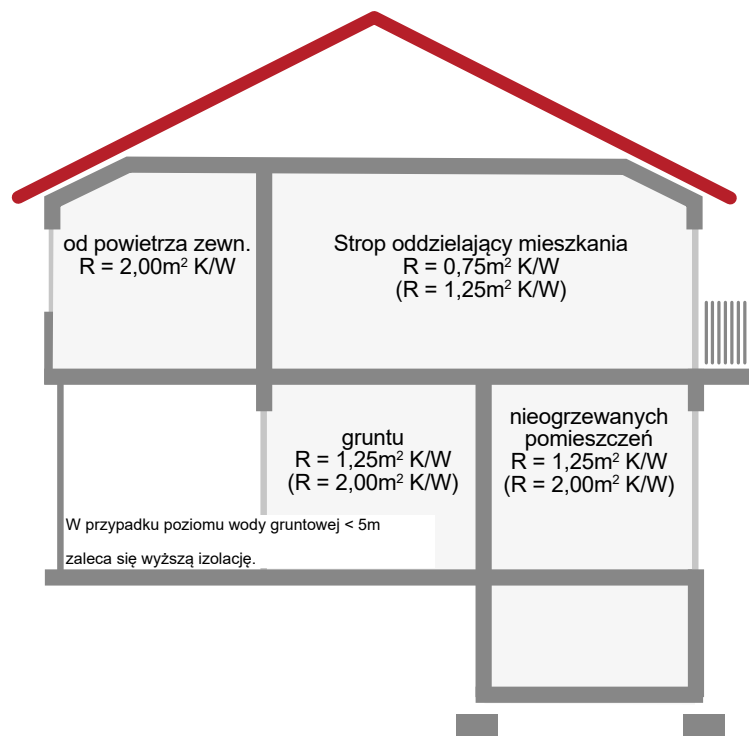 od powietrza zewn.
R = 2,00m² K/W
Strop oddzielający mieszkania
R = 0,75m² K/W
(R = 1,25m² K/W)
gruntu
R = 1,25m² K/W
(R = 2,00m² K/W)
nieogrzewanych
pomieszczeń
R = 1,25m² K/W
(R = 2,00m² K/W)
W przypadku poziomu wody gruntowej < 5m
zaleca się wyższą izolację.